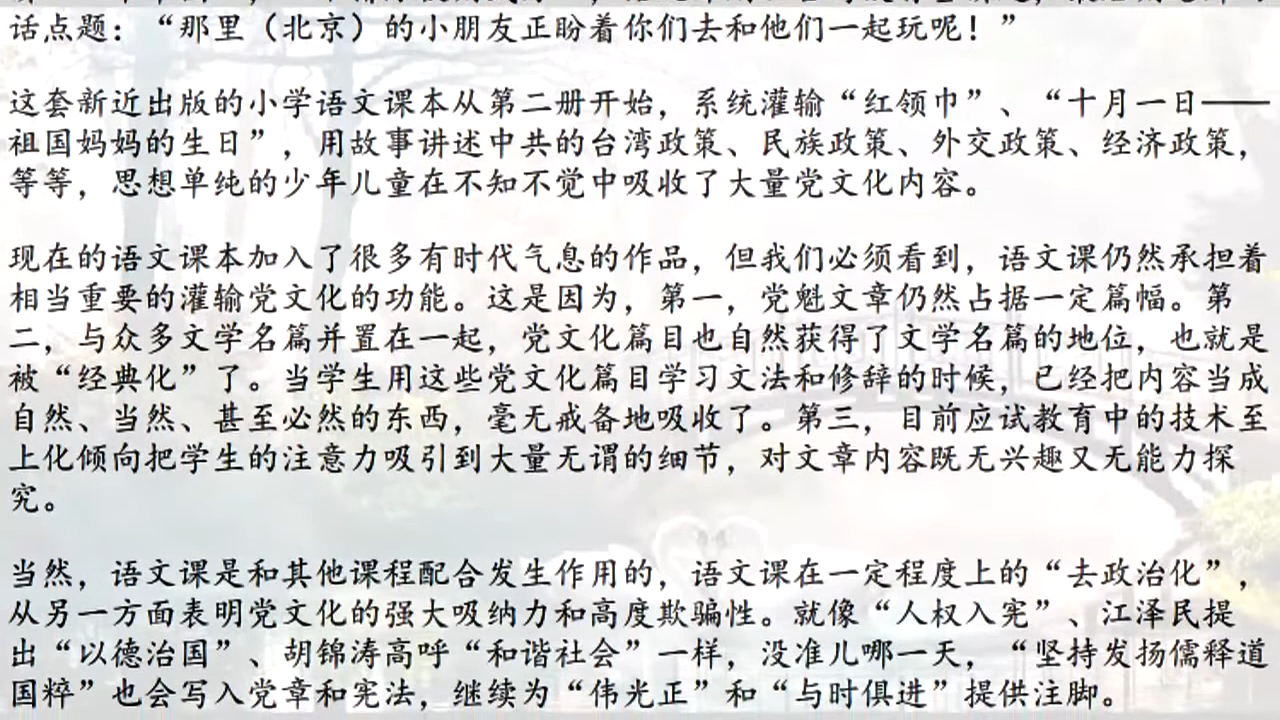 话点题：“那里（北京）的小朋友正盼着你们去和他们一起玩呢！”
这套新近出版的小学语文课本从第二册开始，系统灌输“红领巾”、“十月一日——
祖国妈妈的生日”，用故事讲述中共的台湾政策、民族政策、外交政策、经济政策，
等等，思想单纯的少年儿童在不知不觉中吸收了大量党文化内容。
现在的语文课本加入了很多有时代气息的作品，但我们必须看到，语文课仍然承担着
相当重要的灌输党文化的功能。这是因为，第一，党魁文章仍然占据一定篇幅。第
二，与众多文学名篇并置在一起，党文化篇目也自然获得了文学名篇的地位，也就是
被“经典化”了。当学生用这些党文化篇目学习文法和修辞的时候，已经把内容当成
自然、当然、甚至必然的东西，毫无戒备地吸收了。第三，目前应试教育中的技术至
上化倾向把学生的注意力吸引到大量无谓的细节，对文章内容既无兴趣又无能力探
究。
当然，语文课是和其他课程配合发生作用的，语文课在一定程度上的“去政治化”，
从另一方面表明党文化的强大吸纳力和高度欺骗性。就像“人权入宪”、江泽民提
出“以德治国”、胡锦涛高呼“和谐社会”一样，没准儿哪一天，“坚持发扬儒释道
国粹”也会写入党章和宪法，继续为“伟光正”和“与时俱进”提供注脚。